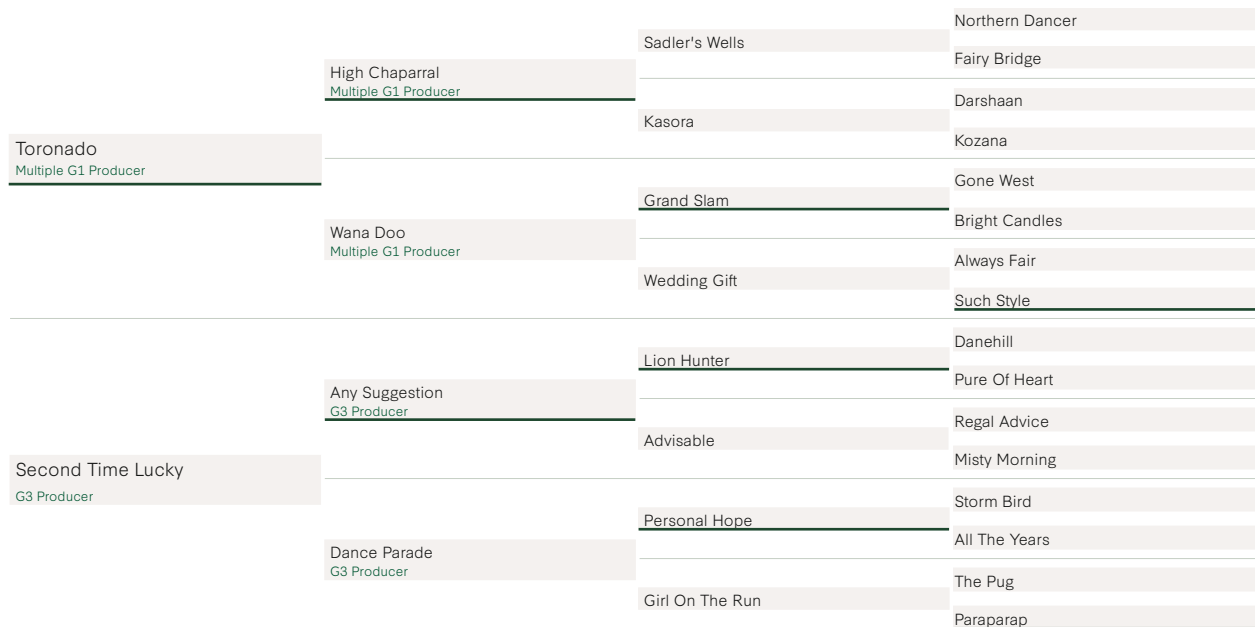 Northern Dancer
Sadler's Wells
Fairy Bridge
High Chaparral
Multiple G1 Producer
Darshaan
Kasora
Kozana
Toronado
Multiple G1 Producer
Gone West
Grand Slam
Bright Candles
Wana Doo
Multiple G1 Producer
Always Fair
Wedding Gift
Such Style
Danehill
Lion Hunter
Pure Of Heart
Any Suggestion
G3 Producer
Regal Advice
Advisable
Misty Morning
Second Time Lucky
G3 Producer
Storm Bird
Personal Hope
All The Years
Dance Parade
G3 Producer
The Pug
Girl On The Run
Paraparap